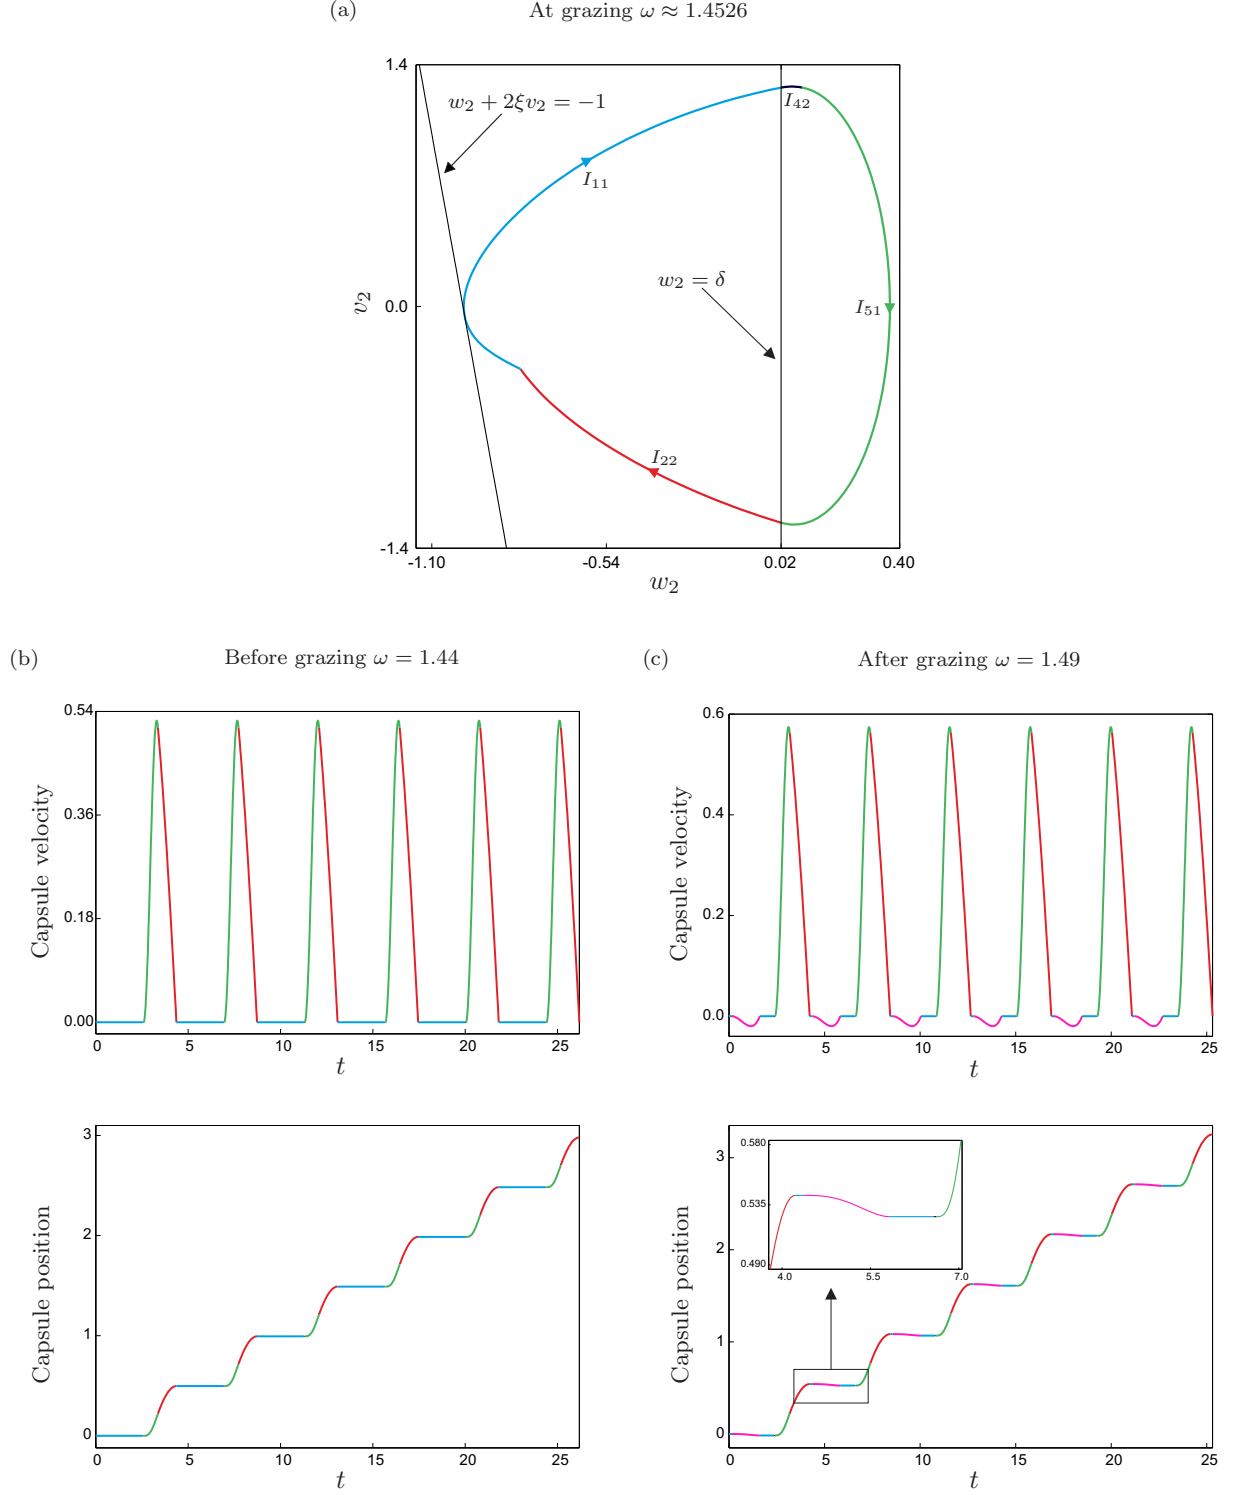 (a)
At grazing ω ≈ 1.4526
1.4
w₂ + 2ξv₂ = −1
I₄₂
I₁₁
w₂ = δ
v₂
0.0
I₅₁
I₂₂
-1.4
-1.10
-0.54
0.02
0.40
w₂
(b)
Before grazing ω = 1.44
0.54
0.36
0.18
0.00
Capsule velocity
0
5
10
15
20
25
t
3
2
1
0
Capsule position
0
5
10
15
20
25
t
(c)
After grazing ω = 1.49
0.6
0.4
0.2
0.0
Capsule velocity
0
5
10
15
20
25
t
3
2
1
0
Capsule position
0.580
0.535
0.490
4.0
5.5
7.0
0
5
10
15
20
25
t